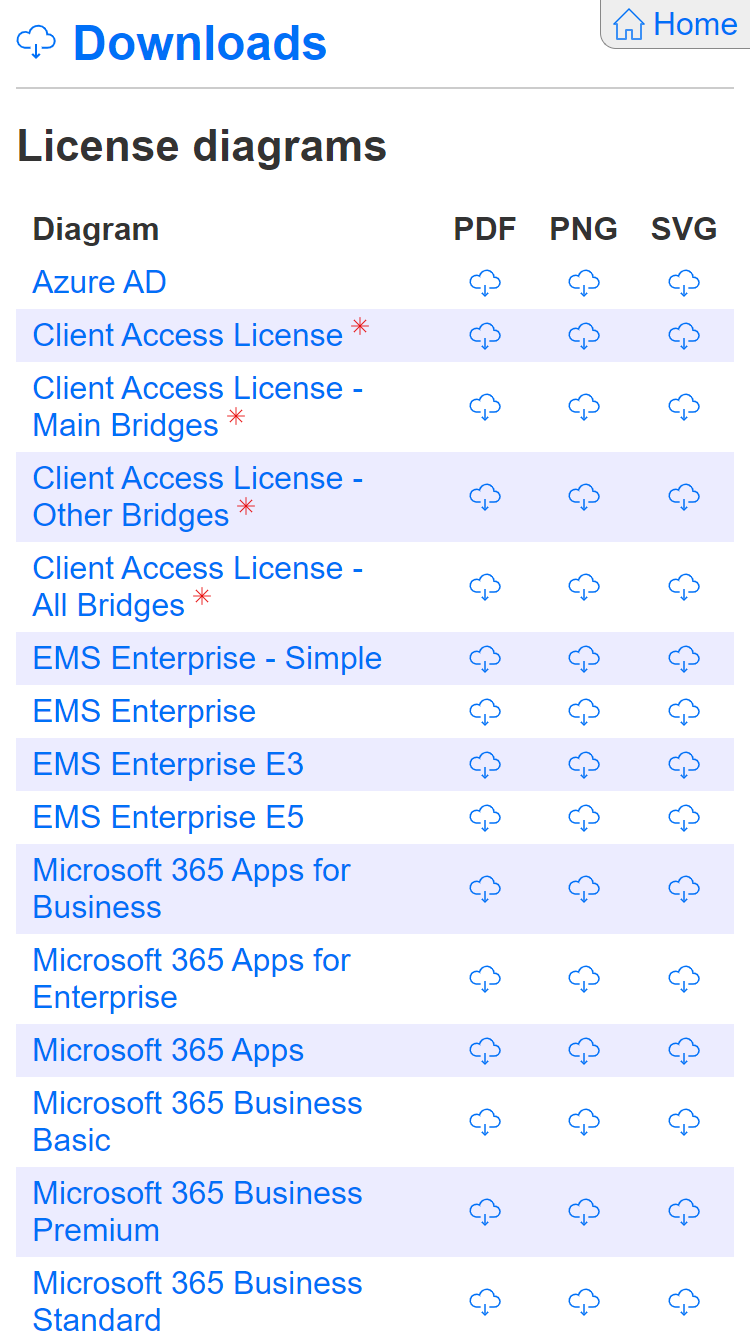 Home
Downloads
License diagrams
Diagram PDF PNG SVG
Azure AD
Client Access License
Client Access License -
Main Bridges
Client Access License -
Other Bridges
Client Access License -
All Bridges
EMS Enterprise - Simple
EMS Enterprise
EMS Enterprise E3
EMS Enterprise E5
Microsoft 365 Apps for
Business
Microsoft 365 Apps for
Enterprise
Microsoft 365 Apps
Microsoft 365 Business
Basic
Microsoft 365 Business
Premium
Microsoft 365 Business
Standard